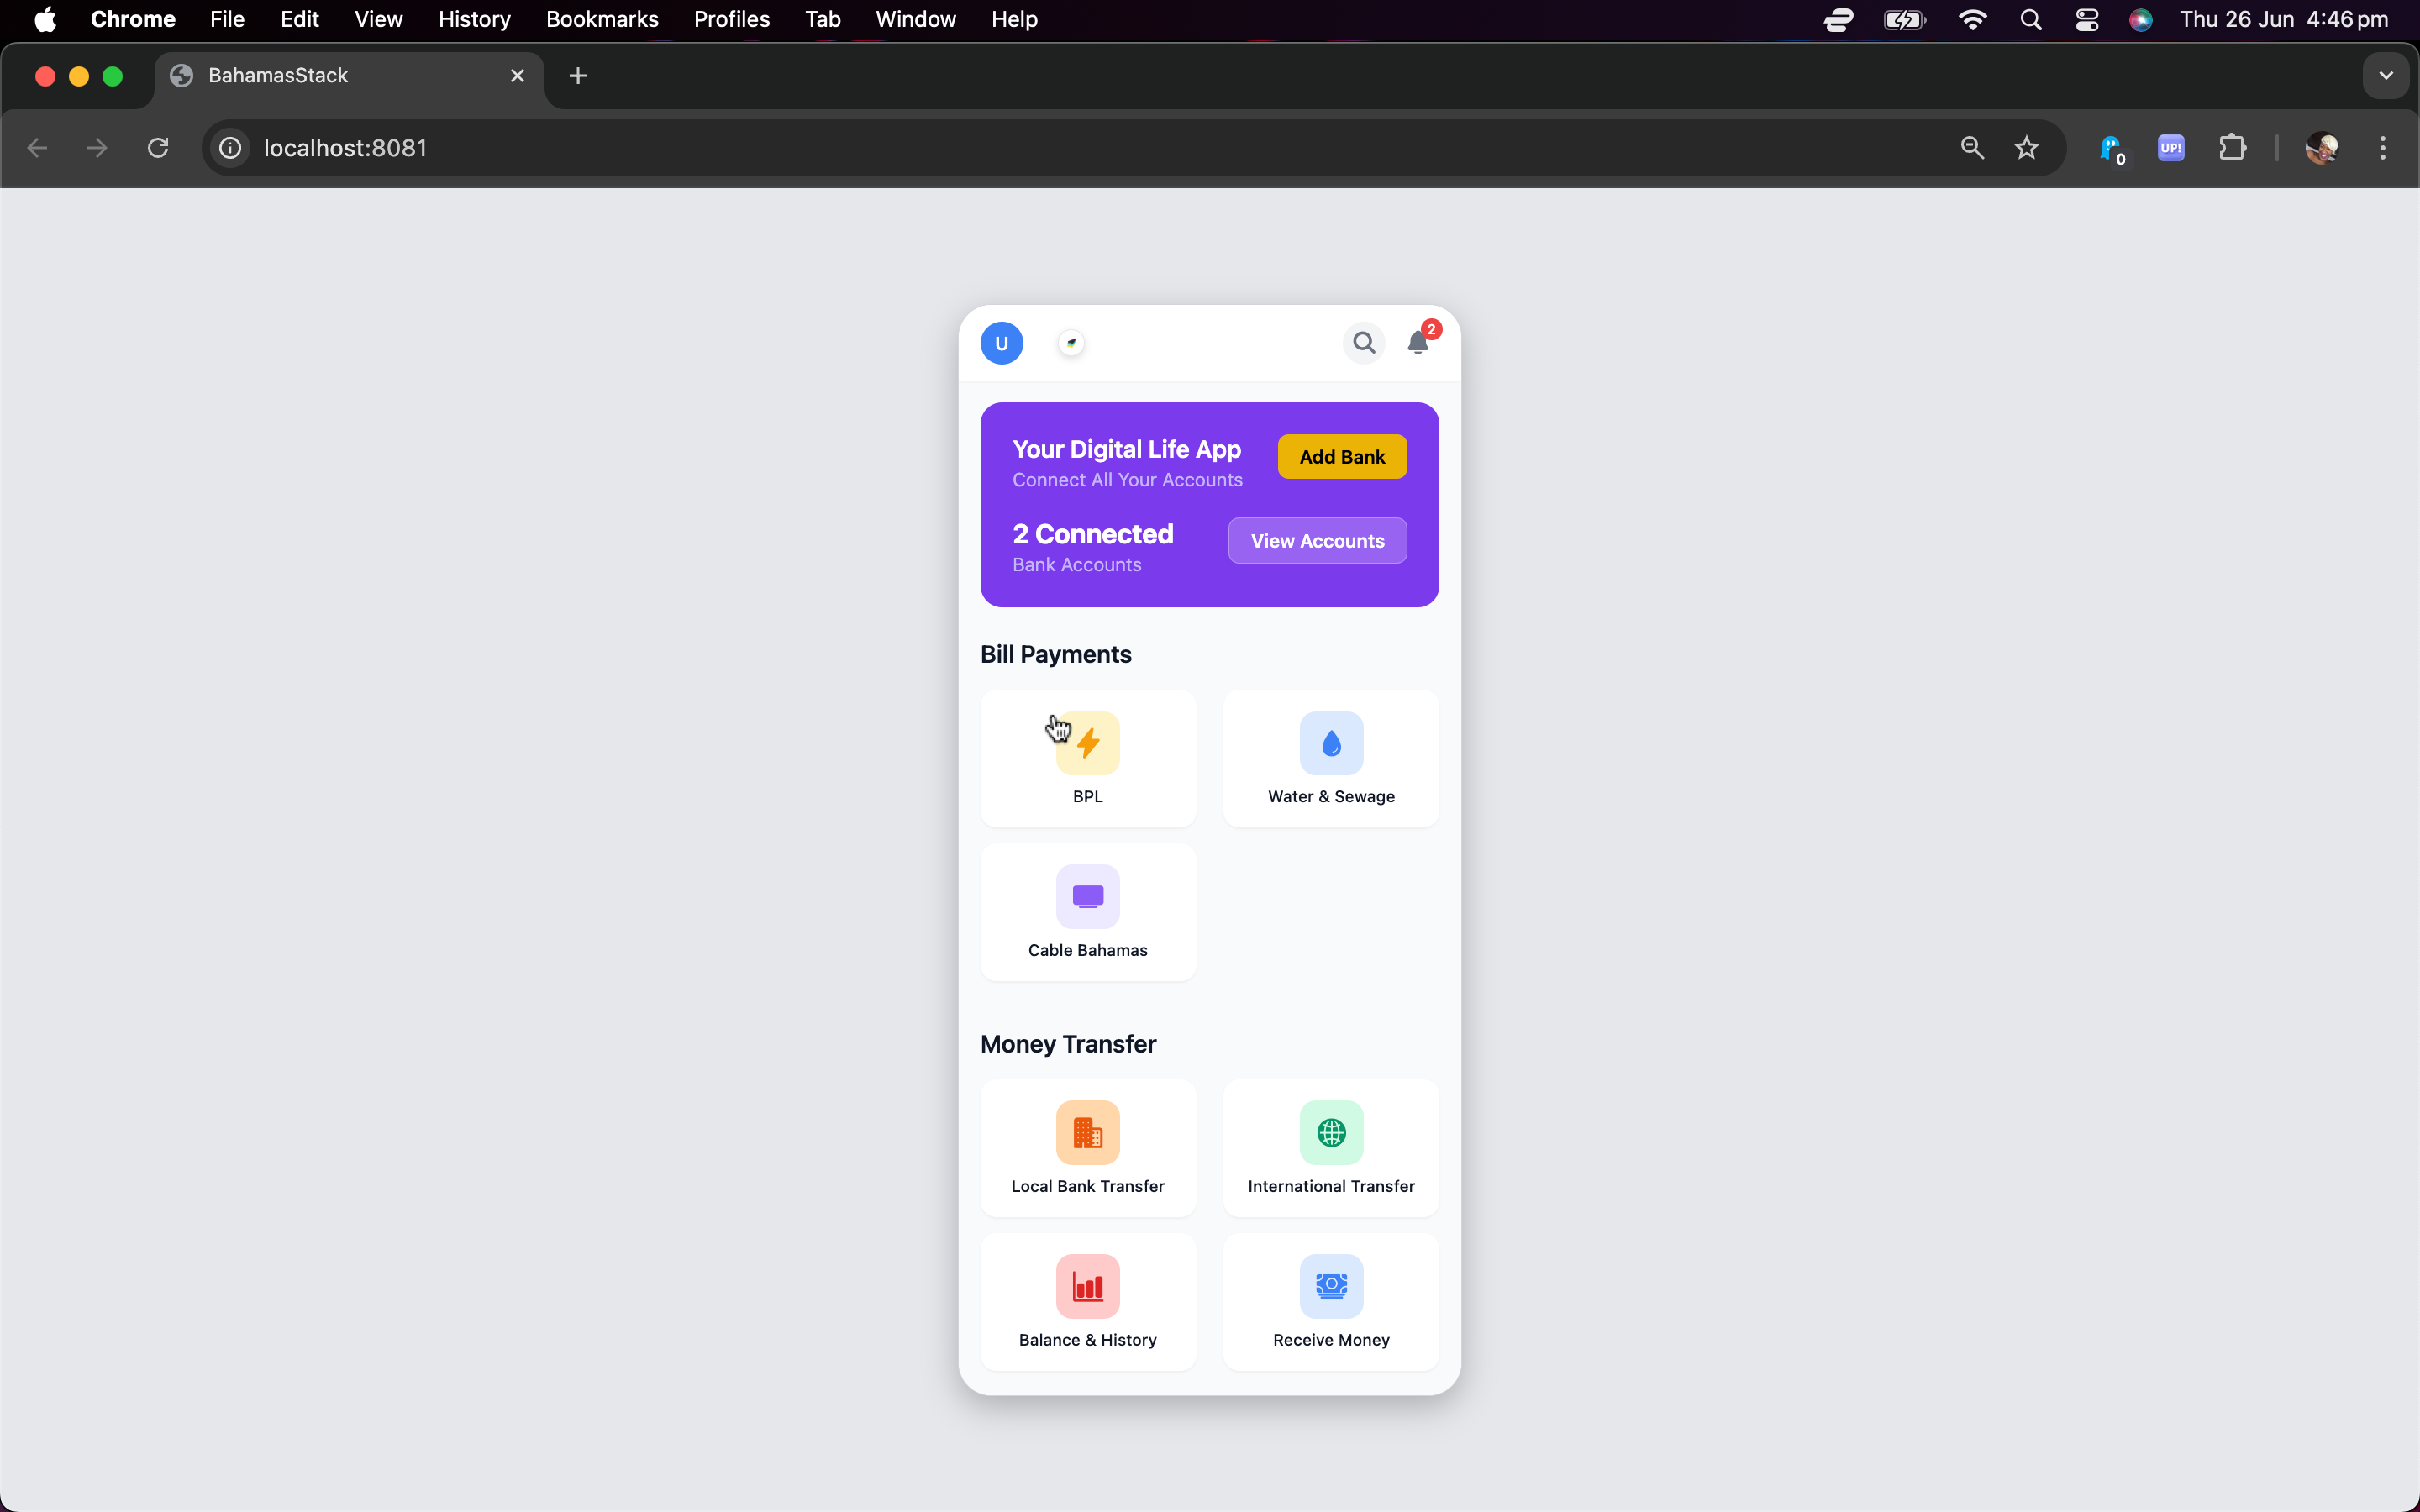 Chrome File Edit View History Bookmarks Profiles Tab Window Help Thu 26 Jun 4:46 pm
BahamasStack
localhost:8081
0
UP!
U
2
Your Digital Life App
Add Bank
Connect All Your Accounts
2 Connected
View Accounts
Bank Accounts
Bill Payments
BPL
Water & Sewage
Cable Bahamas
Money Transfer
Local Bank Transfer
International Transfer
Balance & History
Receive Money